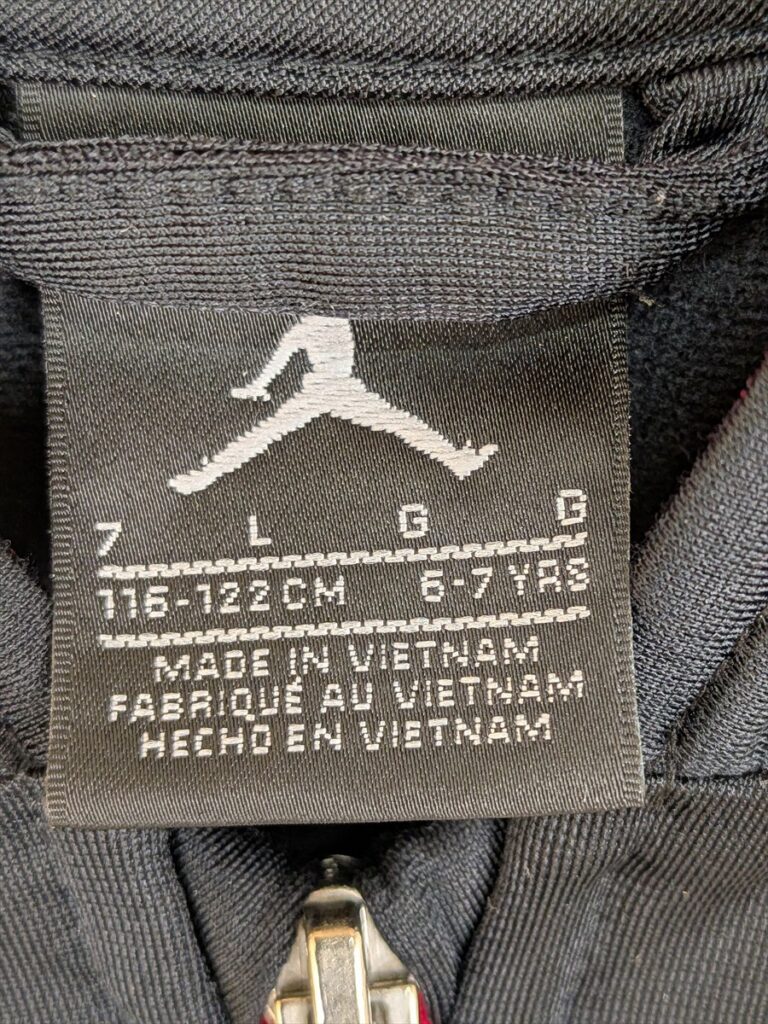 7 L G G
116-122 CM 6-7 YRS
MADE IN VIETNAM
FABRIQUÉ AU VIETNAM
HECHO EN VIETNAM